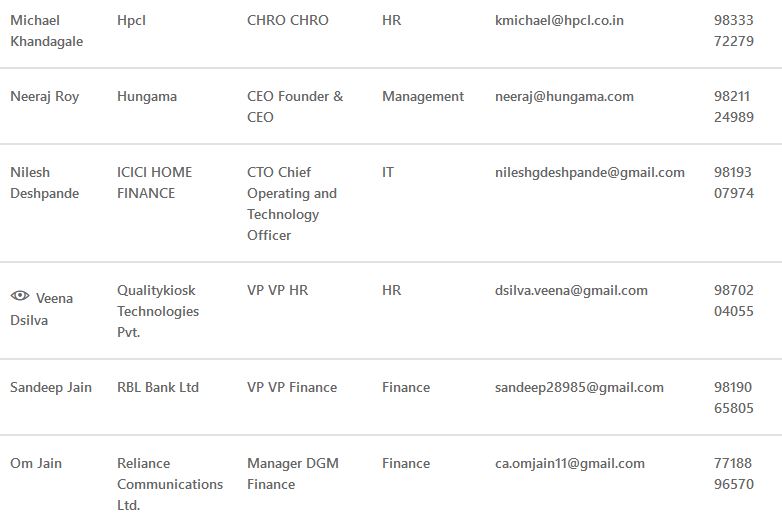 Michael Khandagale Hpcl CHRO CHRO HR kmichael@hpcl.co.in 98333 72279
Neeraj Roy Hungama CEO Founder & CEO Management neeraj@hungama.com 98211 24989
Nilesh Deshpande ICICI HOME FINANCE CTO Chief Operating and Technology Officer IT nileshgdeshpande@gmail.com 98193 07974
Veena Dsilva Qualitykiosk Technologies Pvt. VP VP HR HR dsilva.veena@gmail.com 98702 04055
Sandeep Jain RBL Bank Ltd VP VP Finance Finance sandeep28985@gmail.com 98190 65805
Om Jain Reliance Communications Ltd. Manager DGM Finance Finance ca.omjain11@gmail.com 77188 96570